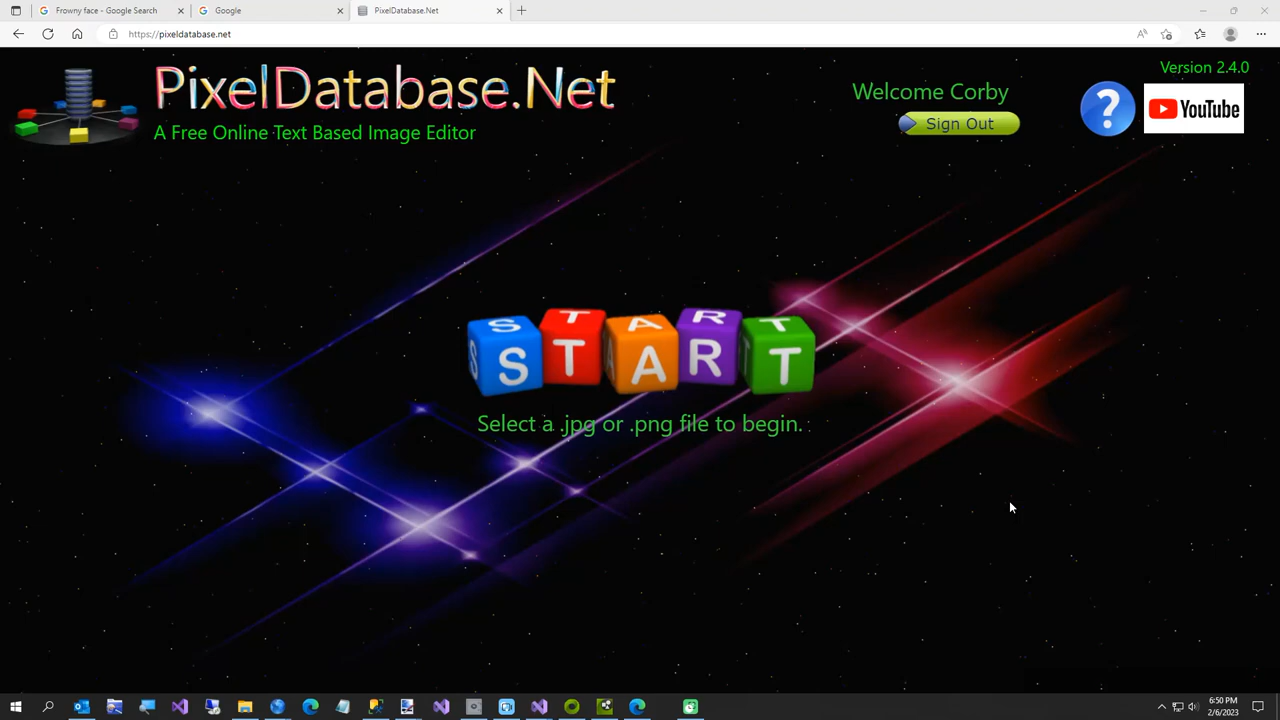 Frowny face - Google Search
Google
PixelDatabase.Net
https://pixeldatabase.net
PixelDatabase.Net
A Free Online Text Based Image Editor
Welcome Corby
Sign Out
Version 2.4.0
?
YouTube
START
START
Select a .jpg or .png file to begin.
6:50 PM
2/6/2023